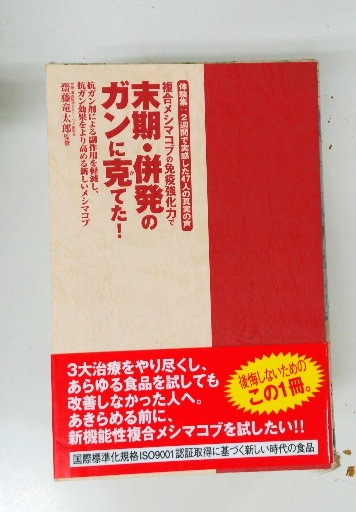 体験集：2週間で実感した47人の真実の声
複合メシマコブの免疫強化力で
末期・併発の
ガンに克てた！
抗ガン剤による副作用を軽減し、
抗ガン効果をより高める新しいメシマコブ
齋藤竜太郎 監修
3大治療をやり尽くし、
あらゆる食品を試しても
改善しなかった人へ。
あきらめる前に、
新機能性複合メシマコブを試したい!!
後悔しないための
この1冊。
国際標準化規格ISO9001認証取得に基づく新しい時代の食品